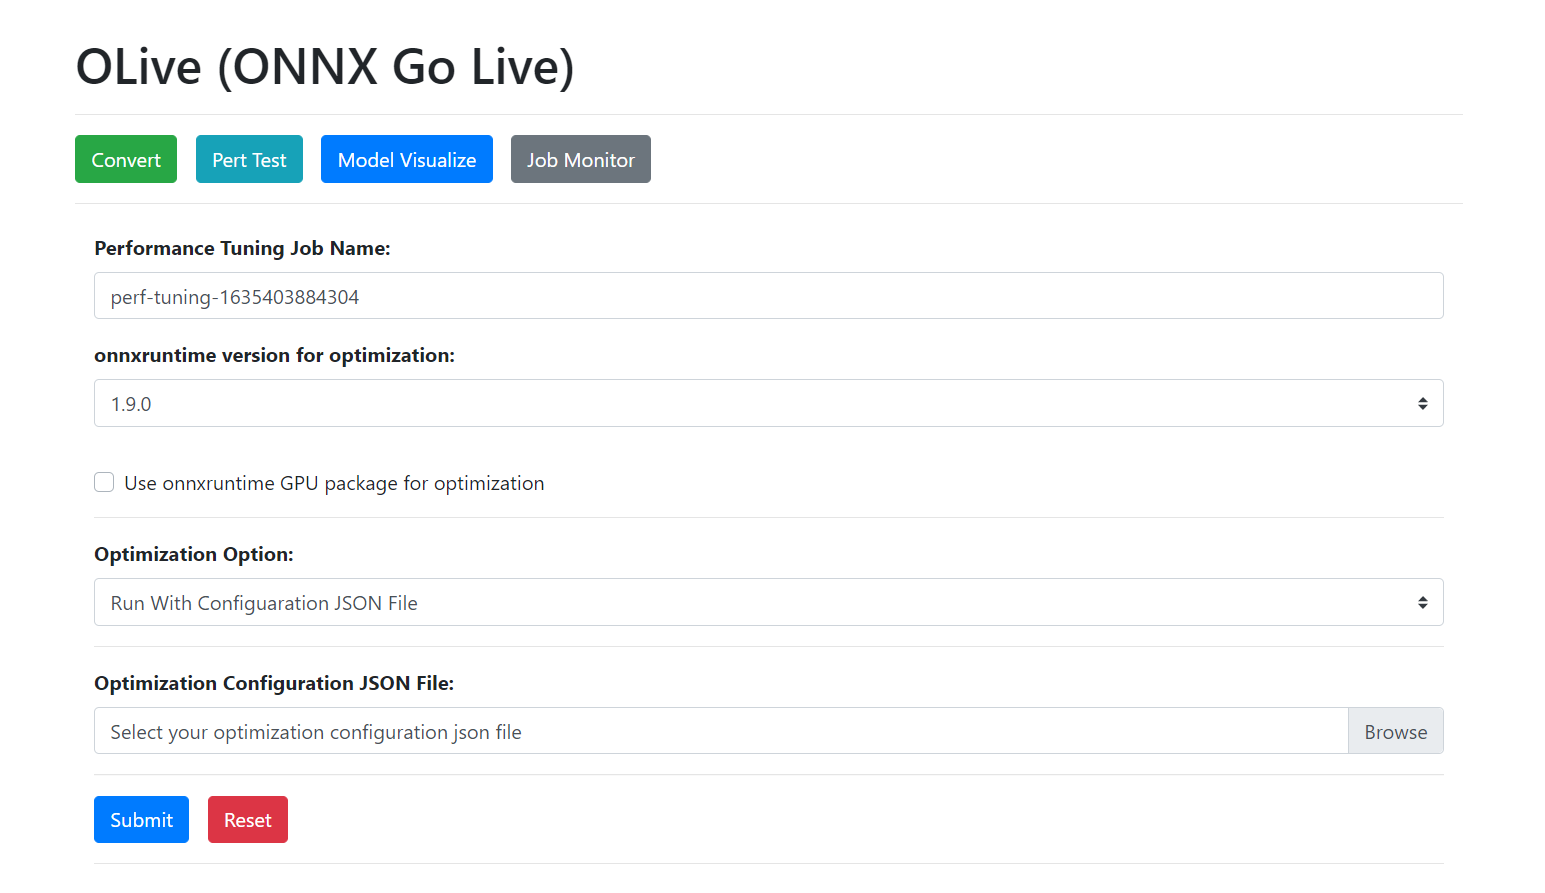 OLive (ONNX Go Live)
Convert Pert Test Model Visualize Job Monitor
Performance Tuning Job Name:
perf-tuning-1635403884304
onnxruntime version for optimization:
1.9.0
Use onnxruntime GPU package for optimization
Optimization Option:
Run With Configuaration JSON File
Optimization Configuration JSON File:
Select your optimization configuration json file Browse
Submit Reset